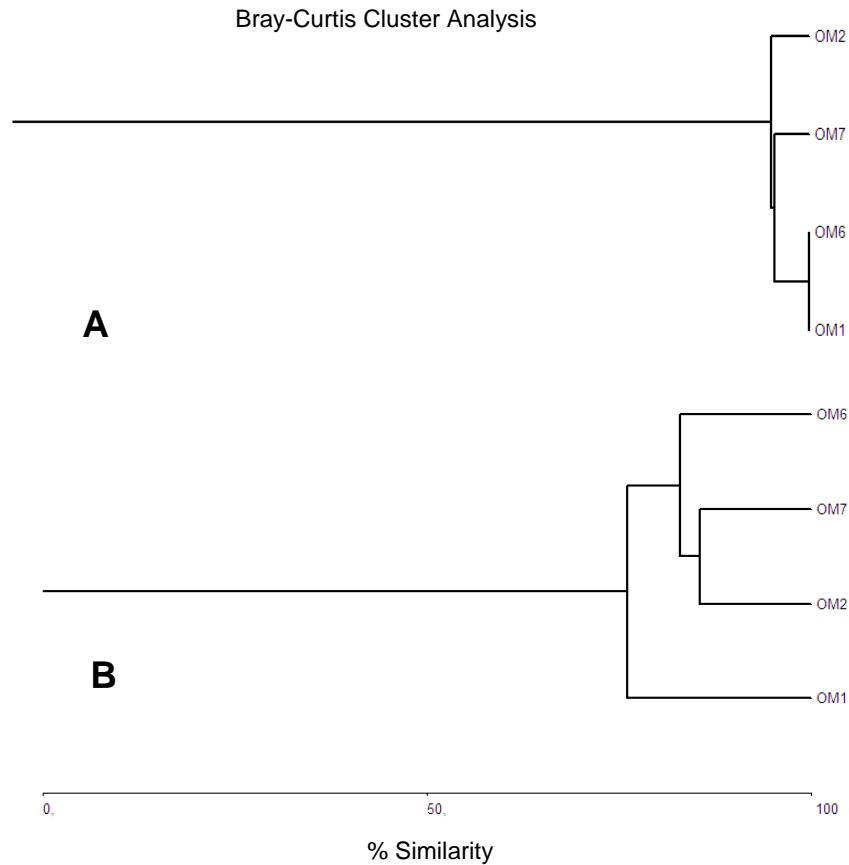 Bray-Curtis Cluster Analysis
OM2
OM7
OM6
A
OM1
OM6
OM7
OM2
B
OM1
0, 50, 100
% Similarity